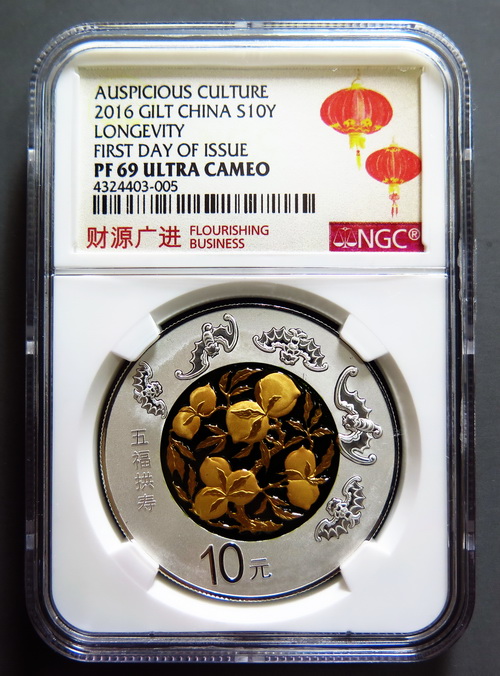 AUSPICIOUS CULTURE
2016 GILT CHINA S10Y
LONGEVITY
FIRST DAY OF ISSUE
PF 69 ULTRA CAMEO
4324403-005
财源广进 FLOURISHING
BUSINESS
NGC®
五福拱寿
10元